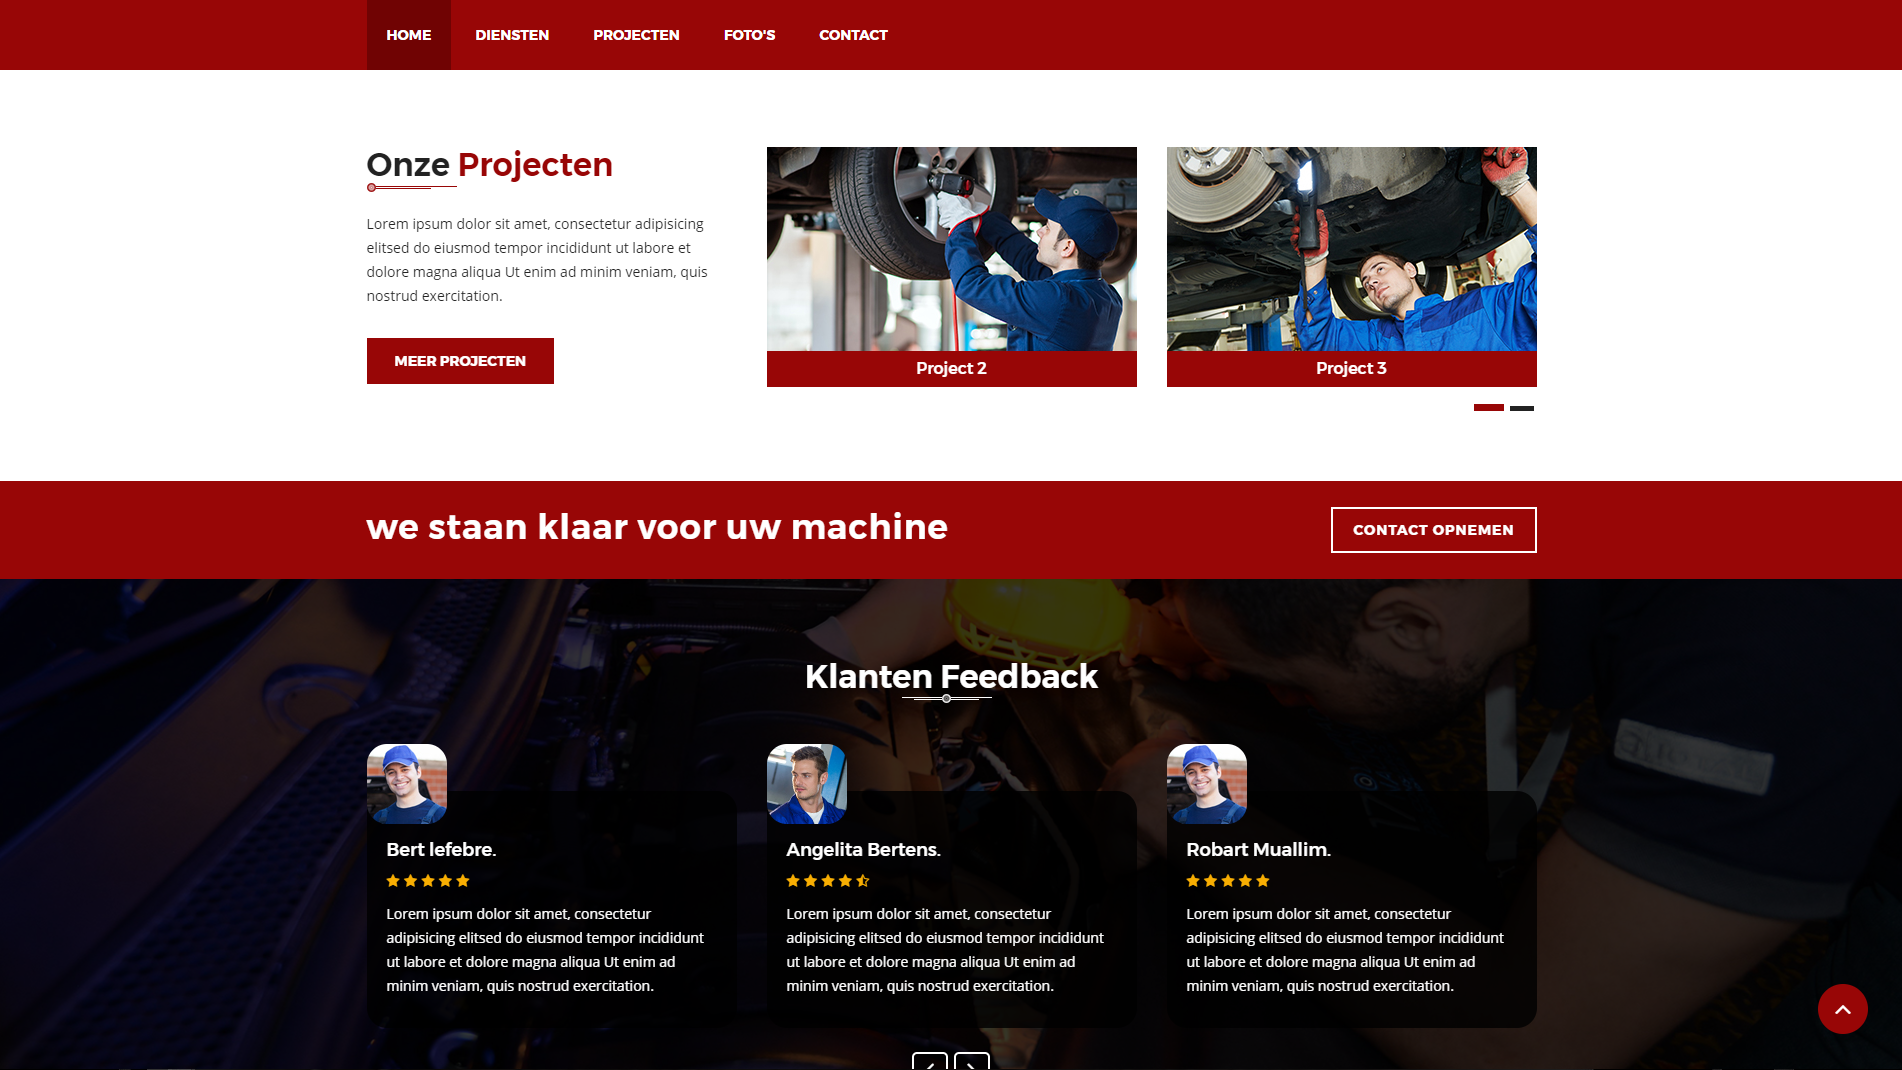 HOME DIENSTEN PROJECTEN FOTO'S CONTACT
Onze Projecten
Lorem ipsum dolor sit amet, consectetur adipisicing
elitsed do eiusmod tempor incididunt ut labore et
dolore magna aliqua Ut enim ad minim veniam, quis
nostrud exercitation.
MEER PROJECTEN
Project 2
Project 3
we staan klaar voor uw machine
CONTACT OPNEMEN
Klanten Feedback
Bert lefebre.
Lorem ipsum dolor sit amet, consectetur
adipisicing elitsed do eiusmod tempor incididunt
ut labore et dolore magna aliqua Ut enim ad
minim veniam, quis nostrud exercitation.
Angelita Bertens.
Lorem ipsum dolor sit amet, consectetur
adipisicing elitsed do eiusmod tempor incididunt
ut labore et dolore magna aliqua Ut enim ad
minim veniam, quis nostrud exercitation.
Robart Muallim.
Lorem ipsum dolor sit amet, consectetur
adipisicing elitsed do eiusmod tempor incididunt
ut labore et dolore magna aliqua Ut enim ad
minim veniam, quis nostrud exercitation.